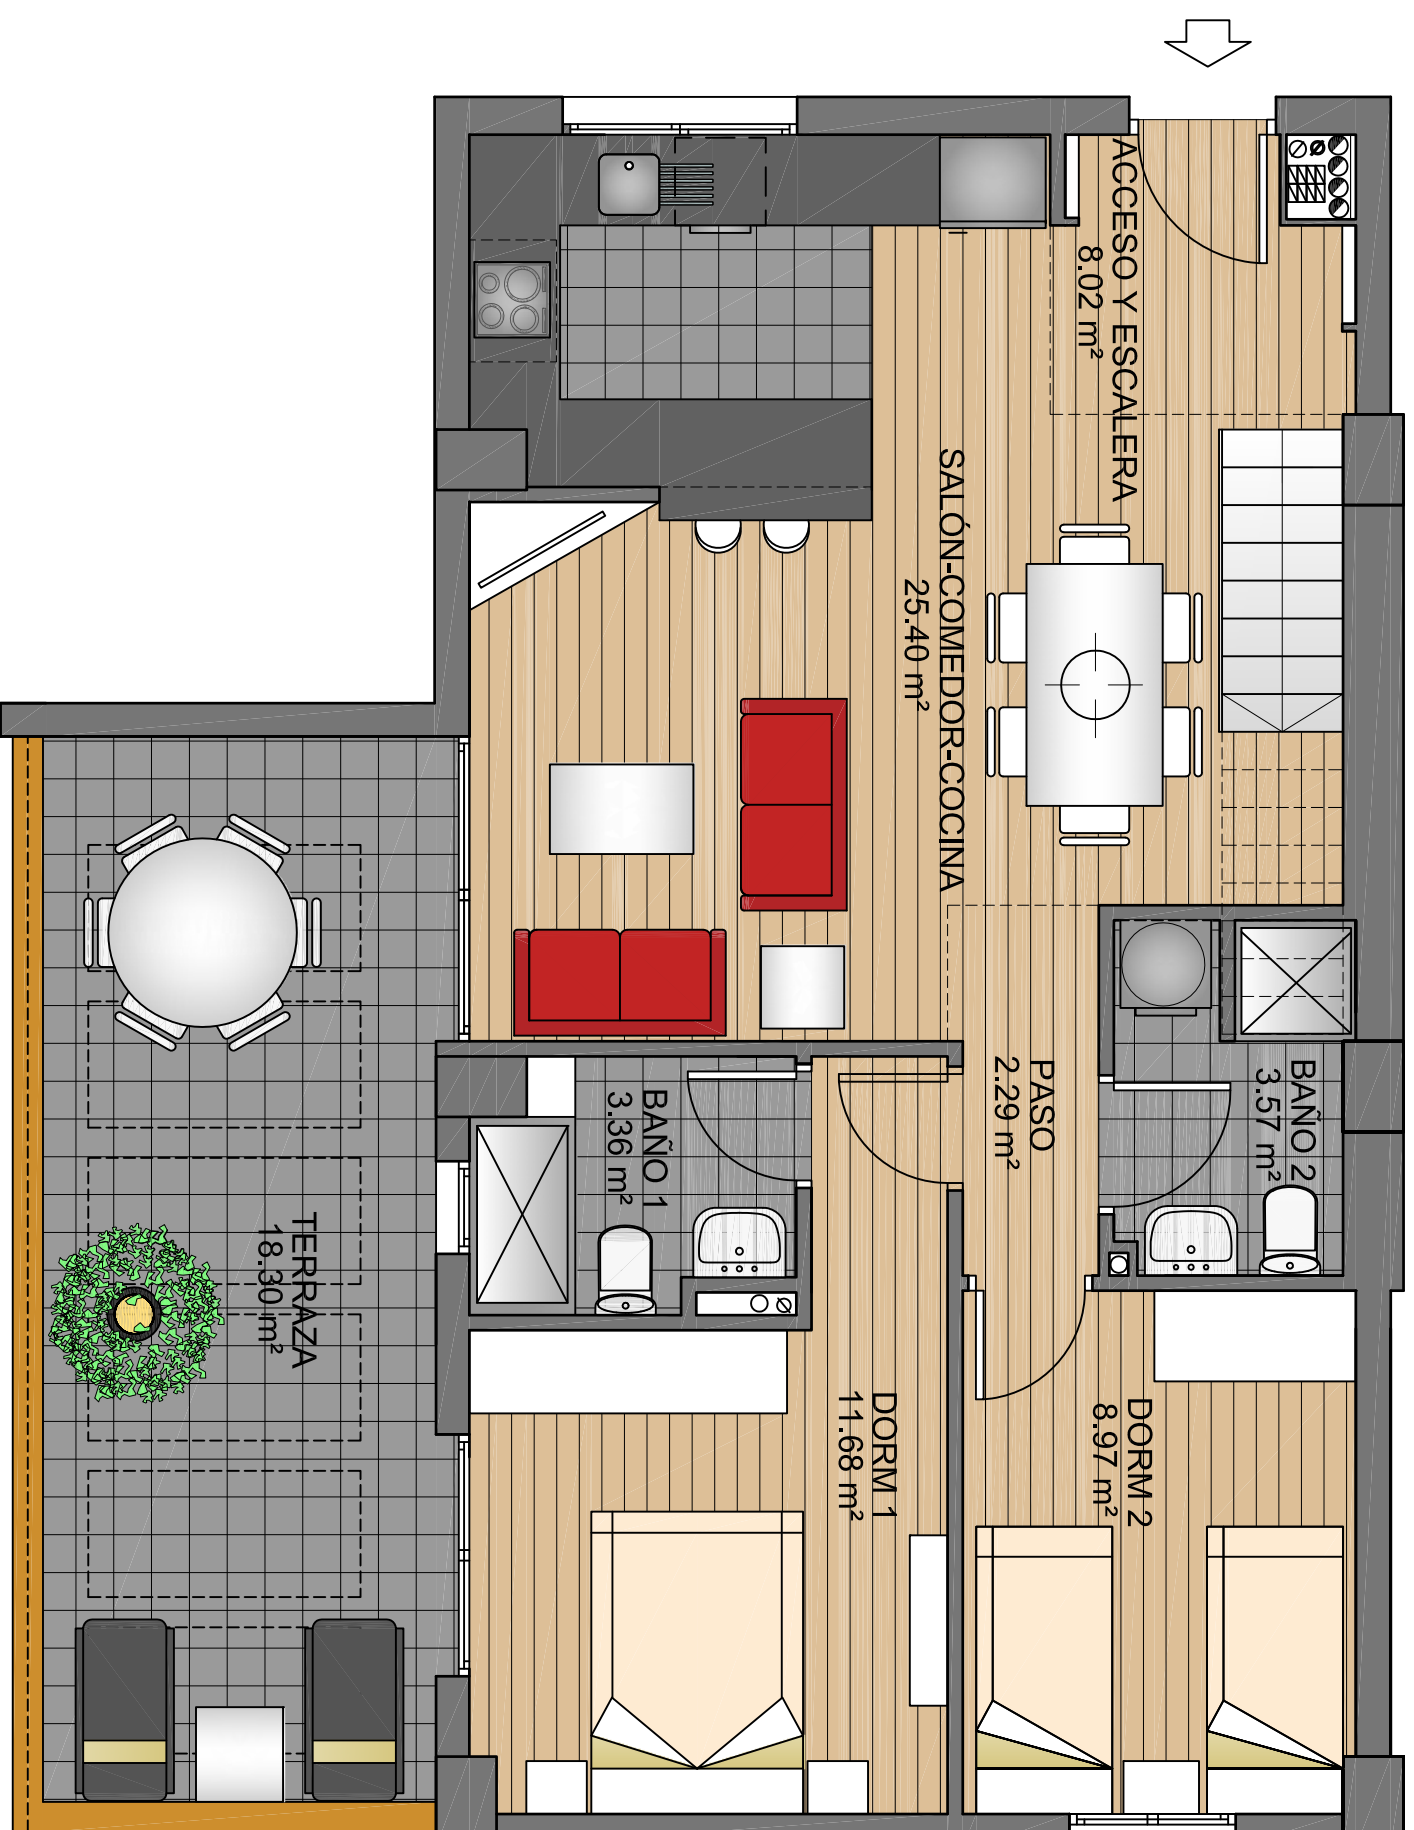 ACCESO Y ESCALERA
8.02 m²
SALÓN-COMEDOR-COCINA
25.40 m²
PASO
2.29 m²
BAÑO 2
3.57 m²
BAÑO 1
3.36 m²
TERRAZA
18.30 m²
DORM 1
11.68 m²
DORM 2
8.97 m²